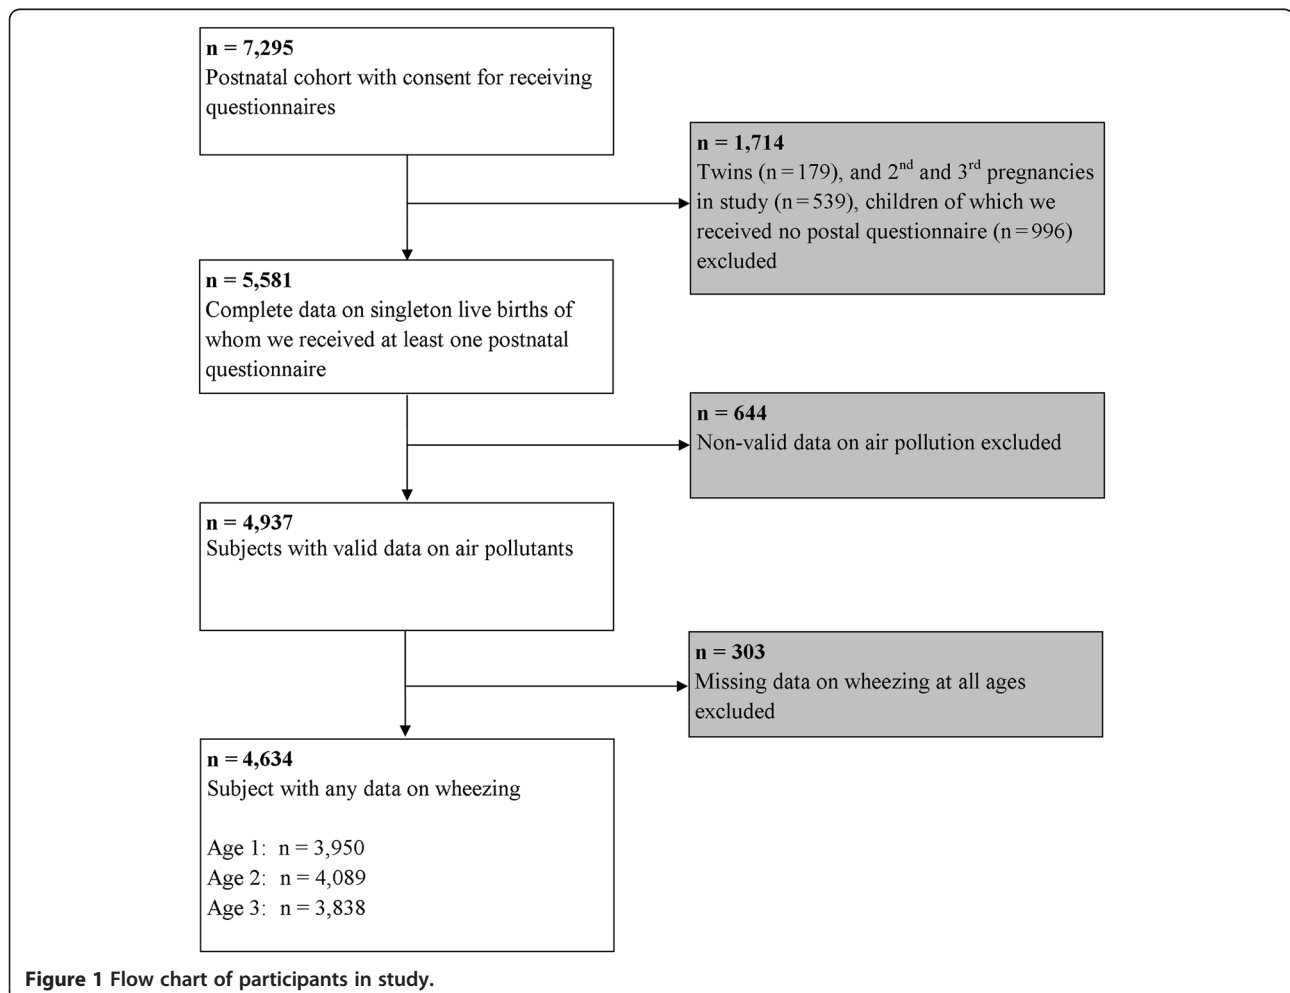 n = 7,295
Postnatal cohort with consent for receiving
questionnaires
n = 1,714
Twins (n = 179), and 2nd and 3rd pregnancies
in study (n = 539), children of which we
received no postal questionnaire (n = 996)
excluded
n = 5,581
Complete data on singleton live births of
whom we received at least one postnatal
questionnaire
n = 644
Non-valid data on air pollution excluded
n = 4,937
Subjects with valid data on air pollutants
n = 303
Missing data on wheezing at all ages
excluded
n = 4,634
Subject with any data on wheezing
Age 1: n = 3,950
Age 2: n = 4,089
Age 3: n = 3,838
Figure 1 Flow chart of participants in study.